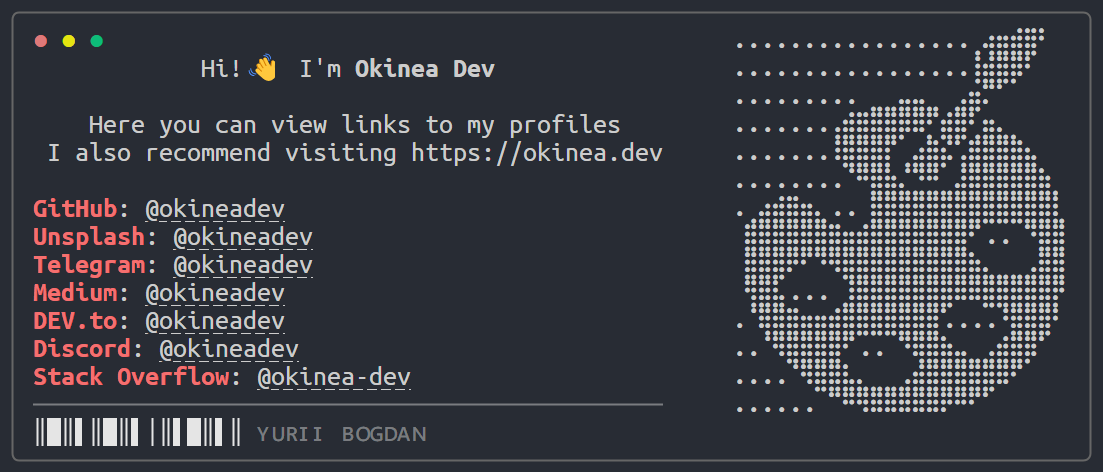 Hi!👋 I'm Okinea Dev
Here you can view links to my profiles
I also recommend visiting https://okinea.dev
GitHub: @okineadev
Unsplash: @okineadev
Telegram: @okineadev
Medium: @okineadev
DEV.to: @okineadev
Discord: @okineadev
Stack Overflow: @okinea-dev
YURII BOGDAN